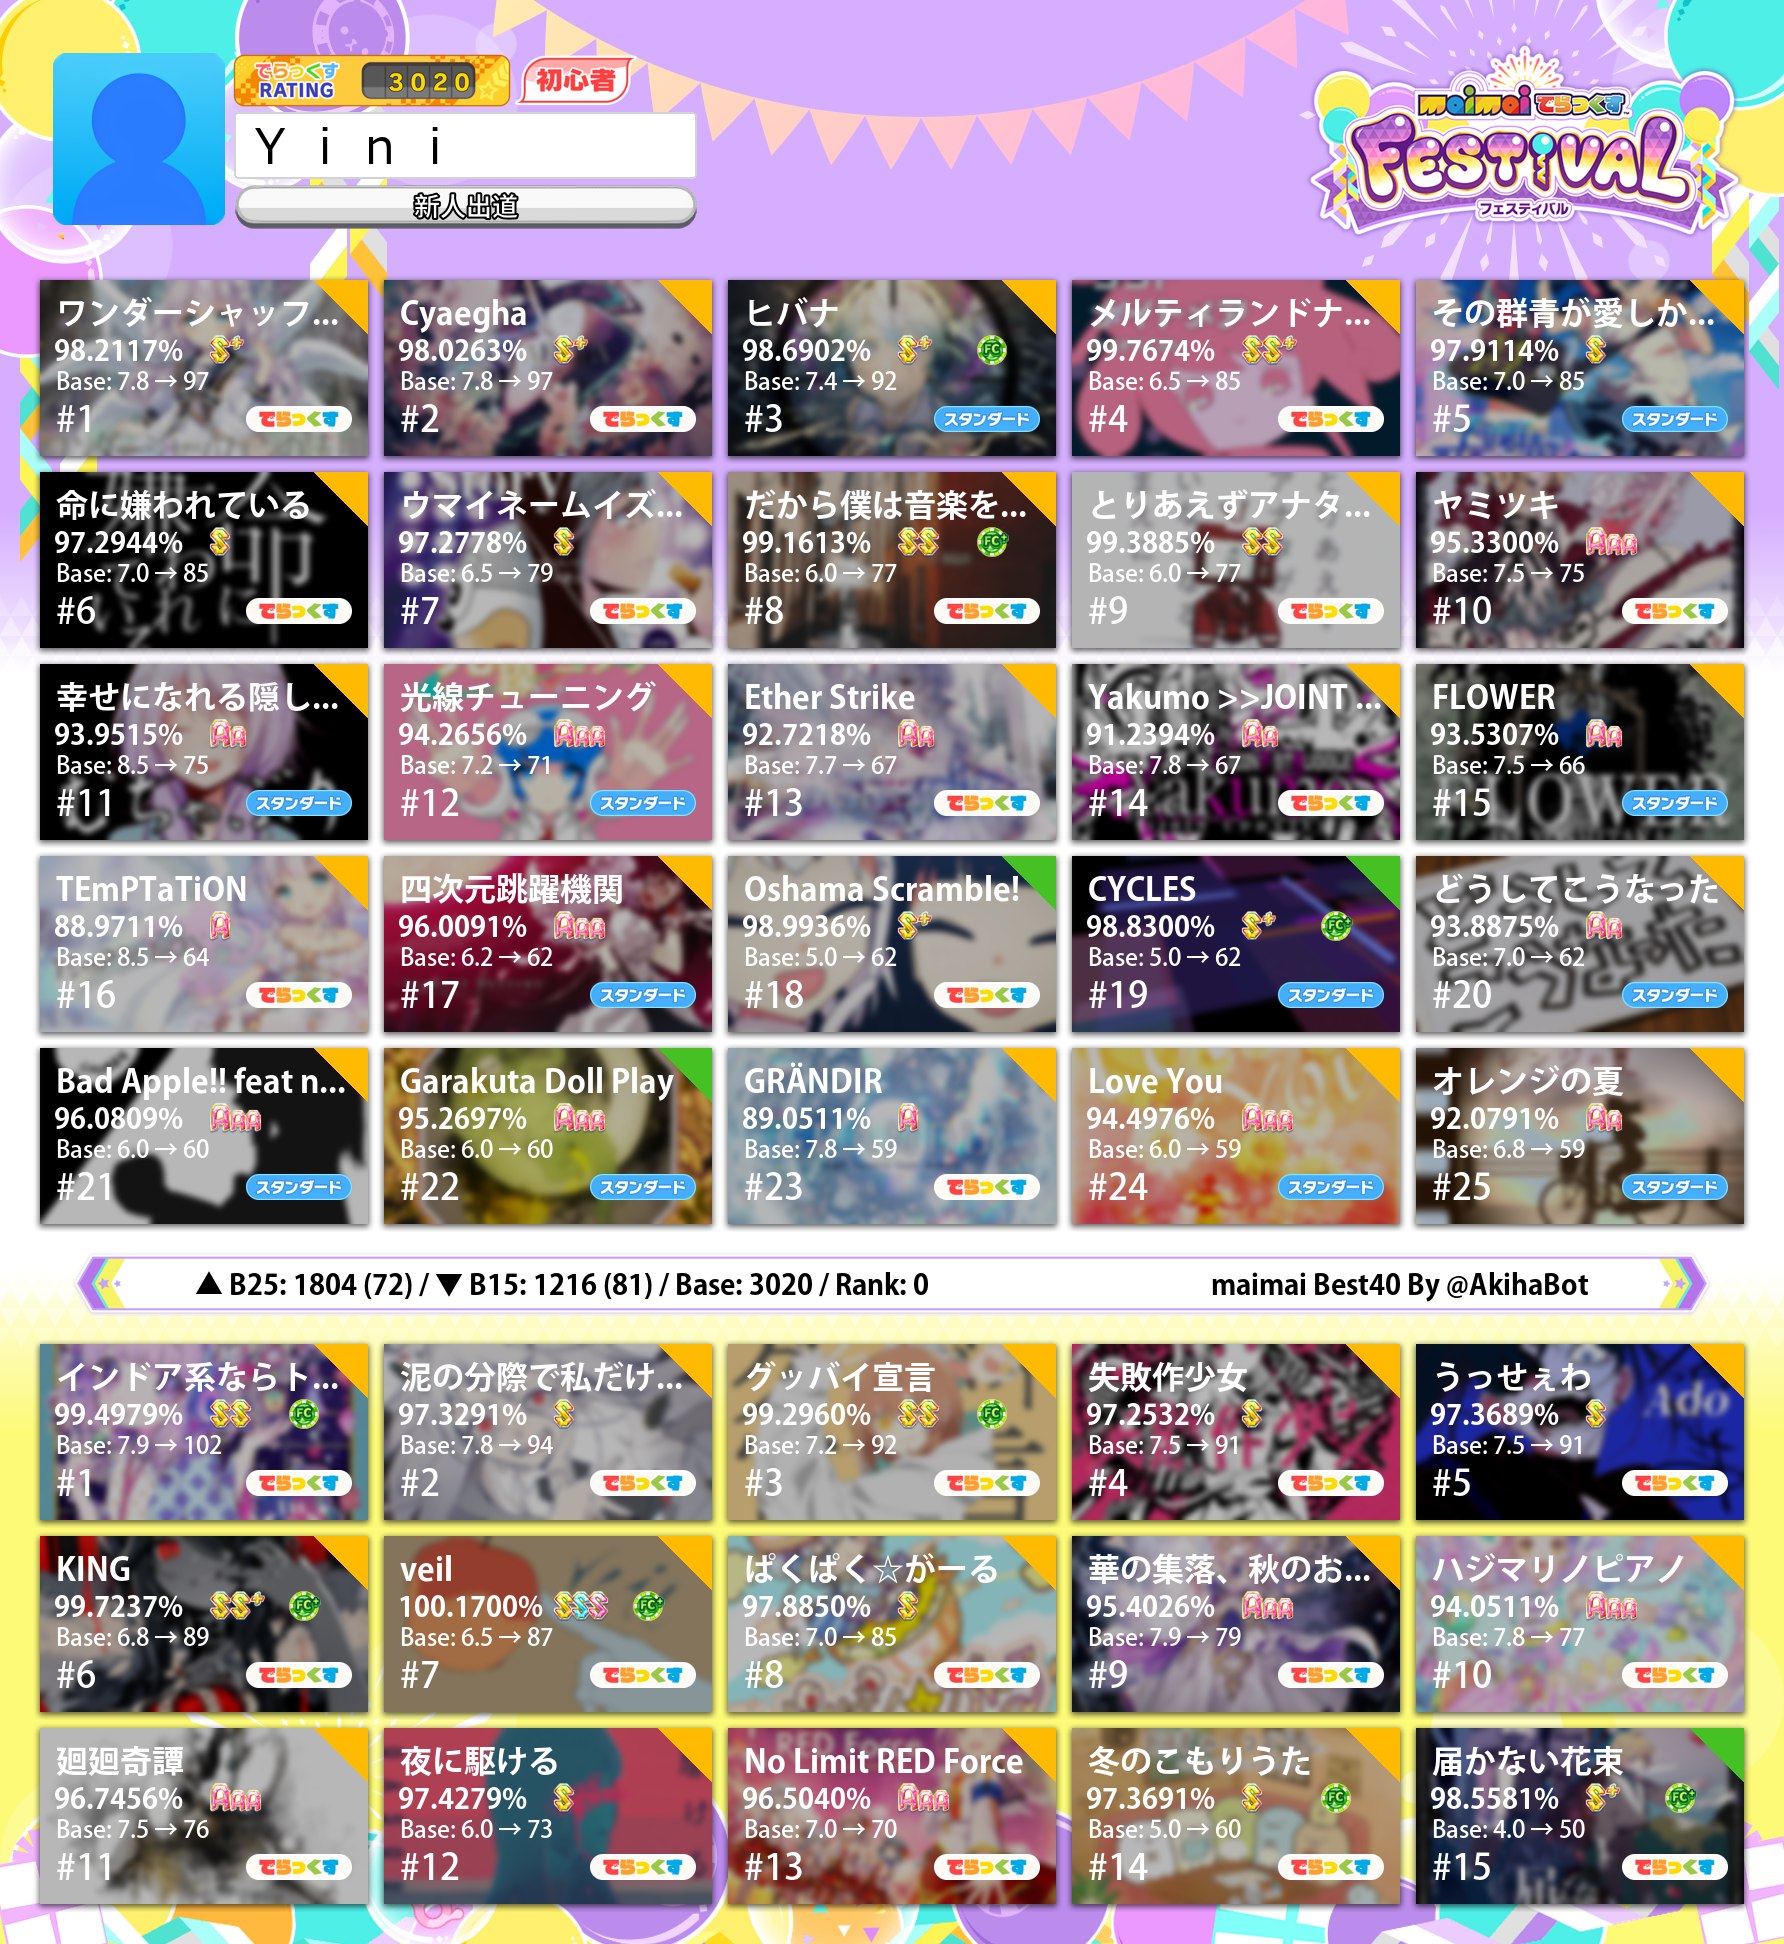 でらっくす
RATING
3020
初心者
Yini
新人出道
maimai でらっくす
FESTiVAL
フェスティバル
ワンダーシャッフ...
98.2117% S+
Base: 7.8 → 97
#1
でらっくす
Cyaegha
98.0263% S+
Base: 7.8 → 97
#2
でらっくす
ヒバナ
98.6902% S+ FC
Base: 7.4 → 92
#3
スタンダード
メルティランドナ...
99.7674% SS+
Base: 6.5 → 85
#4
でらっくす
その群青が愛しか...
97.9114% S
Base: 7.0 → 85
#5
スタンダード
命に嫌われている
97.2944% S
Base: 7.0 → 85
#6
でらっくす
ウマイネームイズ...
97.2778% S
Base: 6.5 → 79
#7
でらっくす
だから僕は音楽を...
99.1613% SS FC+
Base: 6.0 → 77
#8
でらっくす
とりあえずアナタ...
99.3885% SS
Base: 6.0 → 77
#9
でらっくす
ヤミツキ
95.3300% AAA
Base: 7.5 → 75
#10
でらっくす
幸せになれる隠し...
93.9515% AA
Base: 8.5 → 75
#11
スタンダード
光線チューニング
94.2656% AAA
Base: 7.2 → 71
#12
スタンダード
Ether Strike
92.7218% AA
Base: 7.7 → 67
#13
でらっくす
Yakumo >>JOINT ...
91.2394% AA
Base: 7.8 → 67
#14
でらっくす
FLOWER
93.5307% AA
Base: 7.5 → 66
#15
スタンダード
TEmPTaTiON
88.9711% A
Base: 8.5 → 64
#16
でらっくす
四次元跳躍機関
96.0091% AAA
Base: 6.2 → 62
#17
スタンダード
Oshama Scramble!
98.9936% S+
Base: 5.0 → 62
#18
でらっくす
CYCLES
98.8300% S+ FC+
Base: 5.0 → 62
#19
スタンダード
どうしてこうなった
93.8875% AA
Base: 7.0 → 62
#20
スタンダード
Bad Apple!! feat n...
96.0809% AAA
Base: 6.0 → 60
#21
スタンダード
Garakuta Doll Play
95.2697% AAA
Base: 6.0 → 60
#22
スタンダード
GRÄNDIR
89.0511% A
Base: 7.8 → 59
#23
でらっくす
Love You
94.4976% AAA
Base: 6.0 → 59
#24
スタンダード
オレンジの夏
92.0791% AA
Base: 6.8 → 59
#25
スタンダード
▲ B25: 1804 (72) / ▼ B15: 1216 (81) / Base: 3020 / Rank: 0
maimai Best40 By @AkihaBot
インドア系ならト...
99.4979% SS FC
Base: 7.9 → 102
#1
でらっくす
泥の分際で私だけ...
97.3291% S
Base: 7.8 → 94
#2
でらっくす
グッバイ宣言
99.2960% SS FC
Base: 7.2 → 92
#3
でらっくす
失敗作少女
97.2532% S
Base: 7.5 → 91
#4
でらっくす
うっせぇわ
97.3689% S
Base: 7.5 → 91
#5
でらっくす
Ado
KING
99.7237% SS+ FC+
Base: 6.8 → 89
#6
でらっくす
veil
100.1700% SSS FC+
Base: 6.5 → 87
#7
でらっくす
ぱくぱく☆がーる
97.8850% S
Base: 7.0 → 85
#8
でらっくす
華の集落、秋のお...
95.4026% AAA
Base: 7.9 → 79
#9
でらっくす
ハジマリノピアノ
94.0511% AAA
Base: 7.8 → 77
#10
でらっくす
廻廻奇譚
96.7456% AAA
Base: 7.5 → 76
#11
でらっくす
夜に駆ける
97.4279% S
Base: 6.0 → 73
#12
でらっくす
No Limit RED Force
96.5040% AAA
Base: 7.0 → 70
#13
でらっくす
冬のこもりうた
97.3691% S FC
Base: 5.0 → 60
#14
でらっくす
届かない花束
98.5581% S+ FC+
Base: 4.0 → 50
#15
でらっくす